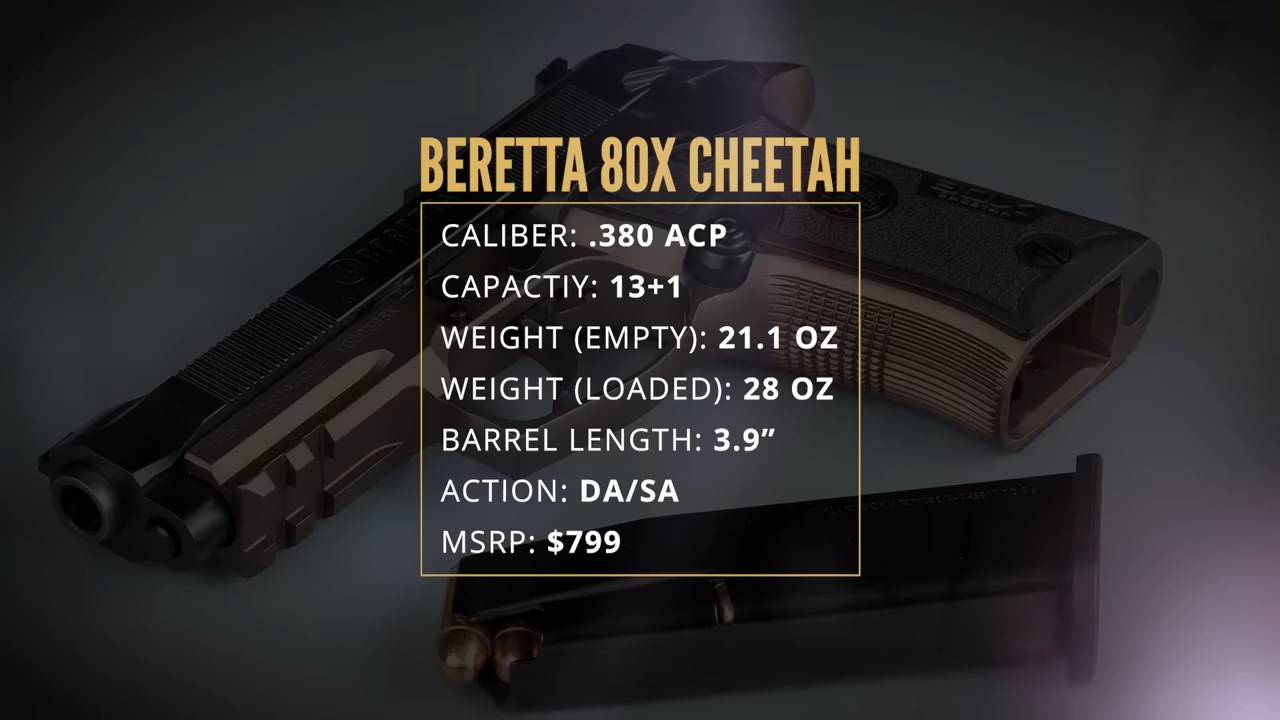 BERETTA 80X CHEETAH
CALIBER: .380 ACP
CAPACTIY: 13+1
WEIGHT (EMPTY): 21.1 OZ
WEIGHT (LOADED): 28 OZ
BARREL LENGTH: 3.9”
ACTION: DA/SA
MSRP: $799